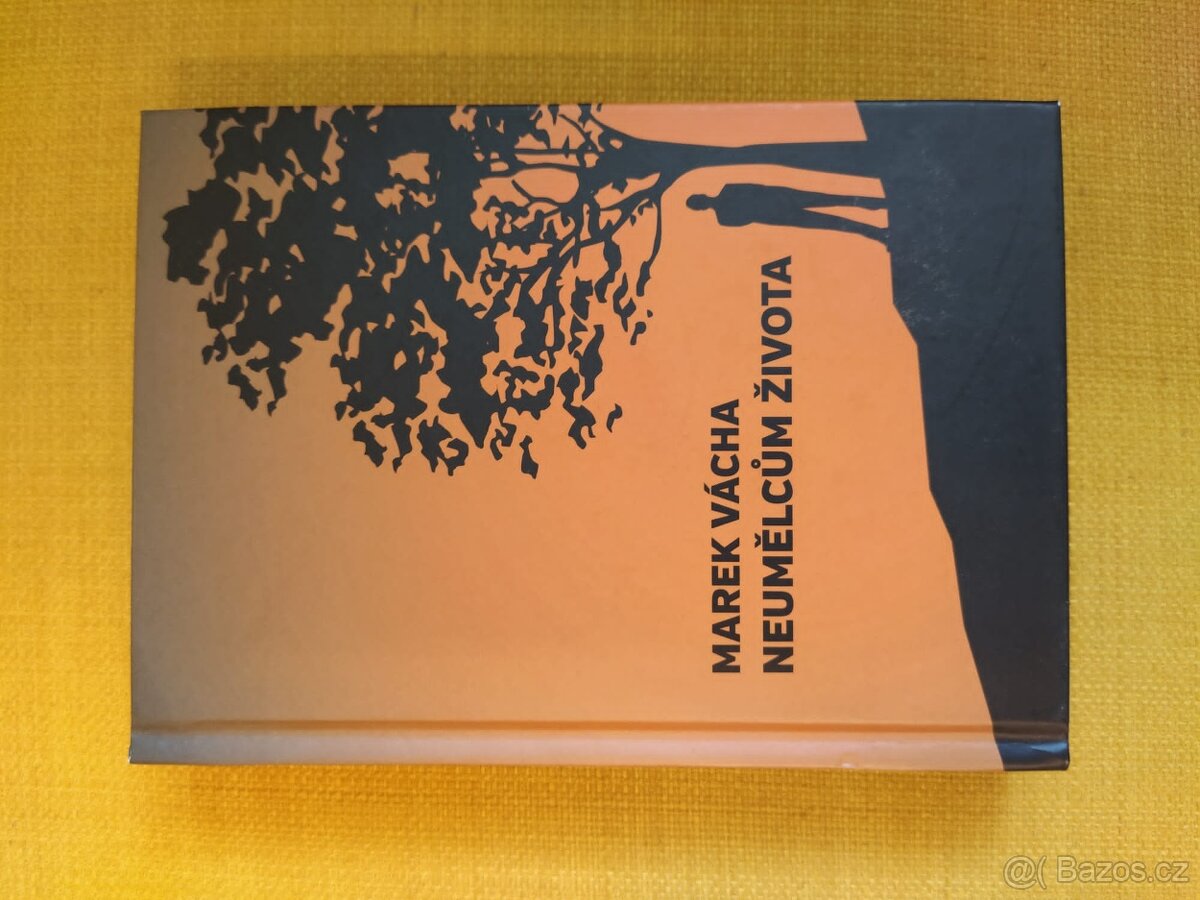 MAREK VÁCHA
NEUMĚLCŮM ŽIVOTA
@( Bazos.cz